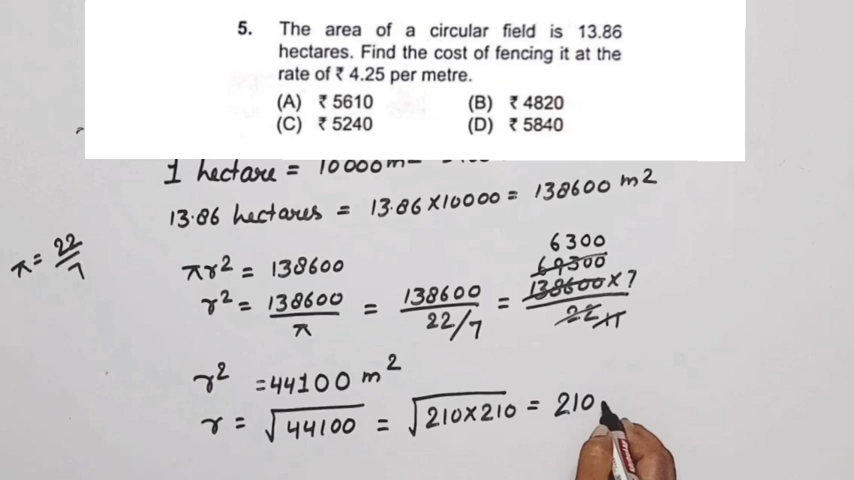 5. The area of a circular field is 13.86
hectares. Find the cost of fencing it at the
rate of ₹ 4.25 per metre.
(A) ₹ 5610 (B) ₹ 4820
(C) ₹ 5240 (D) ₹ 5840
1 hectare = 10000m
13.86 hectares = 13.86×10000 = 138600 m2
π = 22/7
πr2 = 138600
6300
69300
r2 = 138600/π = 138600/22/7 = 138600×7/22 11
r2 = 44100 m2
r = √44100 = √210×210 = 210